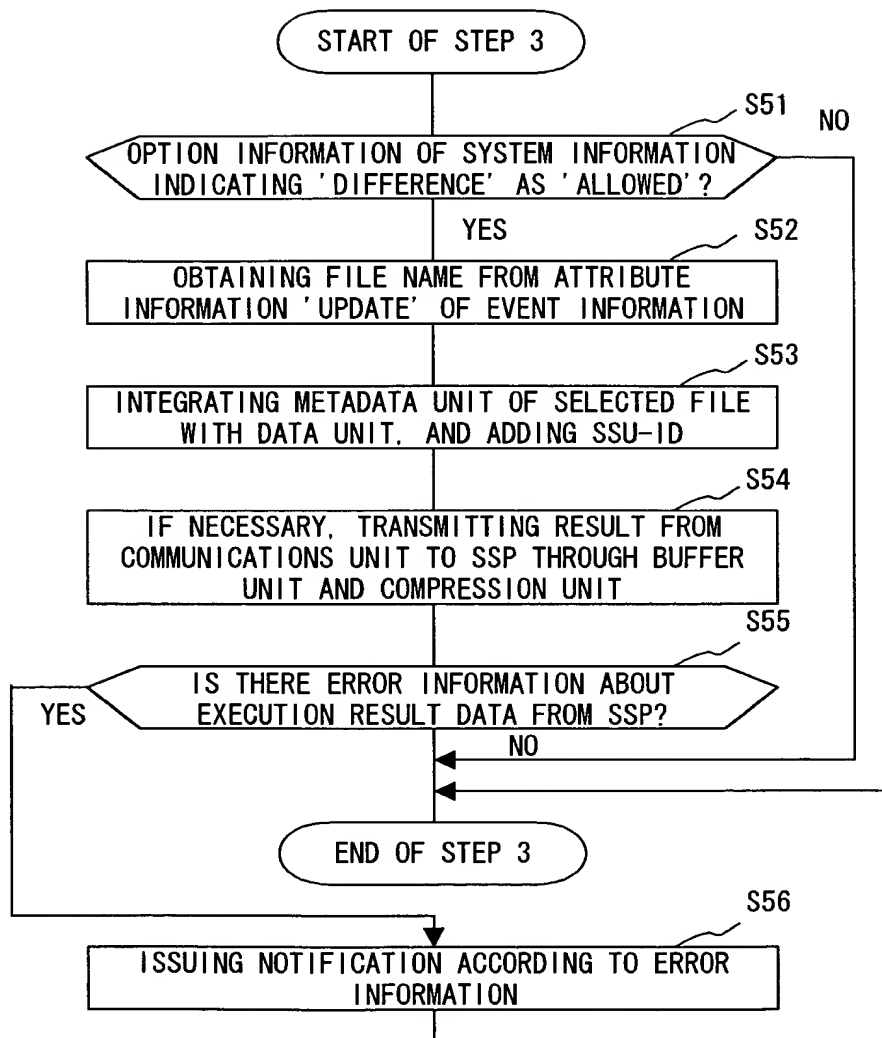 START OF STEP 3
S51
NO
OPTION INFORMATION OF SYSTEM INFORMATION
INDICATING 'DIFFERENCE' AS 'ALLOWED'?
YES
S52
OBTAINING FILE NAME FROM ATTRIBUTE
INFORMATION 'UPDATE' OF EVENT INFORMATION
S53
INTEGRATING METADATA UNIT OF SELECTED FILE
WITH DATA UNIT, AND ADDING SSU-ID
S54
IF NECESSARY, TRANSMITTING RESULT FROM
COMMUNICATIONS UNIT TO SSP THROUGH BUFFER
UNIT AND COMPRESSION UNIT
S55
IS THERE ERROR INFORMATION ABOUT
EXECUTION RESULT DATA FROM SSP?
YES
NO
END OF STEP 3
S56
ISSUING NOTIFICATION ACCORDING TO ERROR
INFORMATION